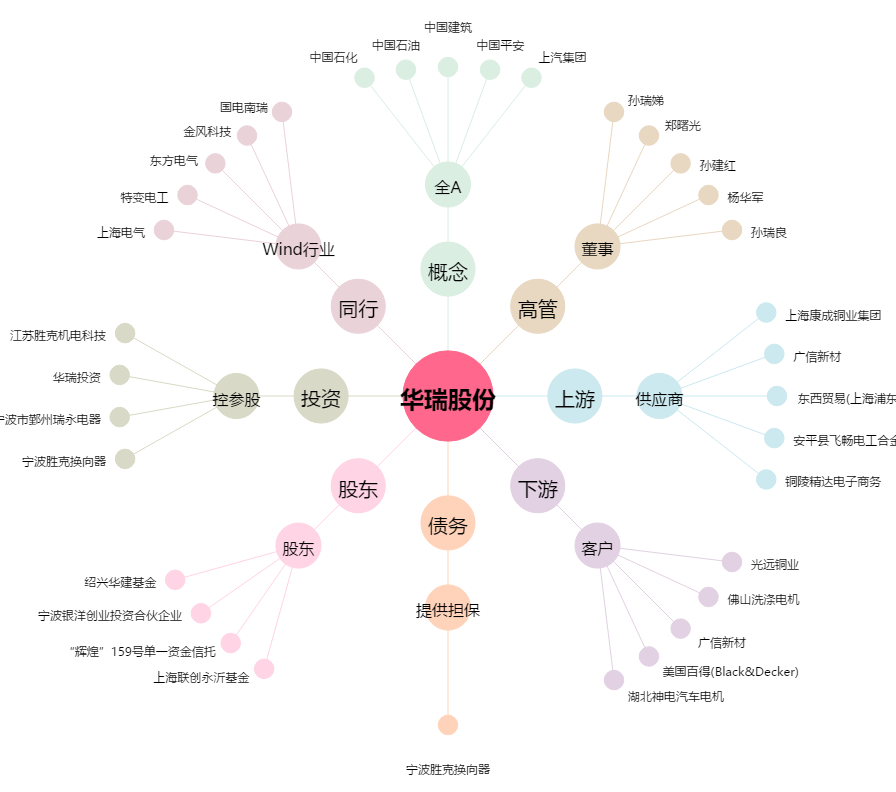 中国建筑
中国石油
中国平安
中国石化
上汽集团
国电南瑞
孙瑞娣
金风科技
郑曙光
东方电气
孙建红
特变电工
杨华军
上海电气
孙瑞良
全A
Wind行业
董事
概念
同行
高管
江苏胜克机电科技
上海康成铜业集团
华瑞投资
广信新材
控参股
投资
华瑞股份
上游
供应商
东西贸易(上海浦东
宁波市鄞州瑞永电器
安平县飞畅电工合金
宁波胜克换向器
铜陵精达电子商务
股东
债务
下游
股东
客户
光远铜业
绍兴华建基金
佛山洗涤电机
宁波银洋创业投资合伙企业
提供担保
广信新材
“辉煌”159号单一资金信托
美国百得(Black&Decker)
上海联创永沂基金
湖北神电汽车电机
宁波胜克换向器